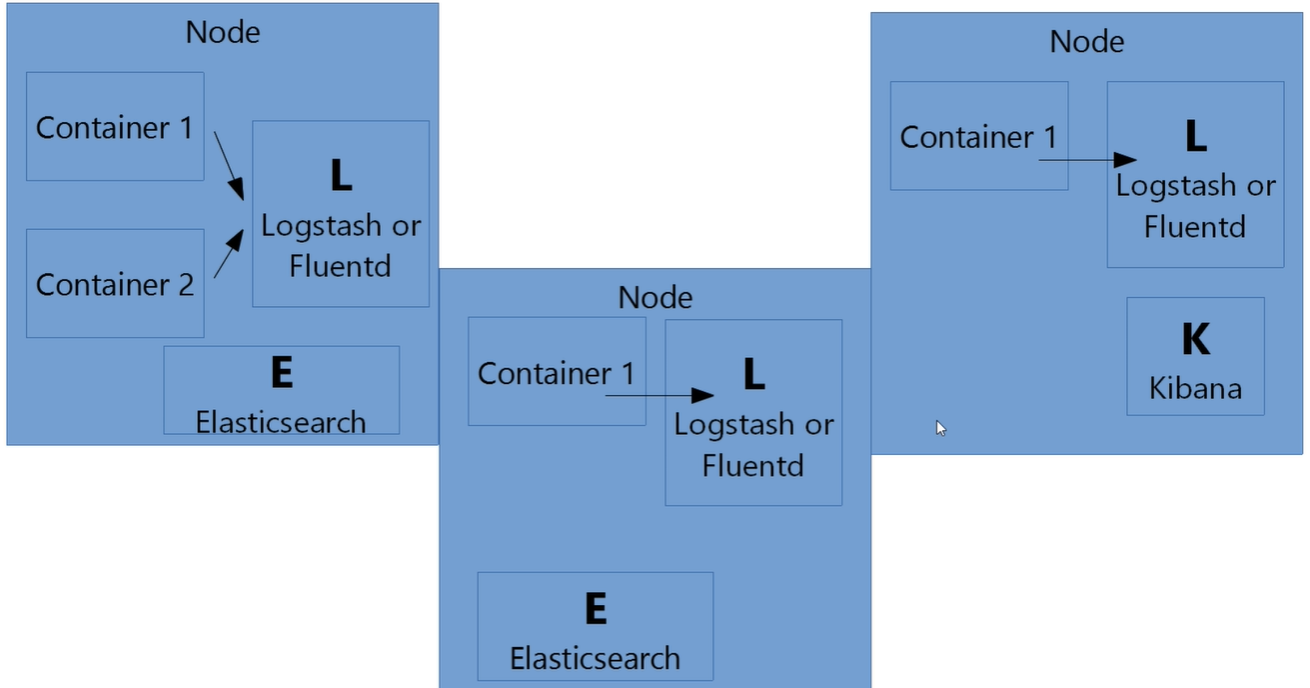 Node
Container 1
Container 2
L
Logstash or
Fluentd
E
Elasticsearch
Node
Container 1
L
Logstash or
Fluentd
E
Elasticsearch
Node
Container 1
L
Logstash or
Fluentd
K
Kibana